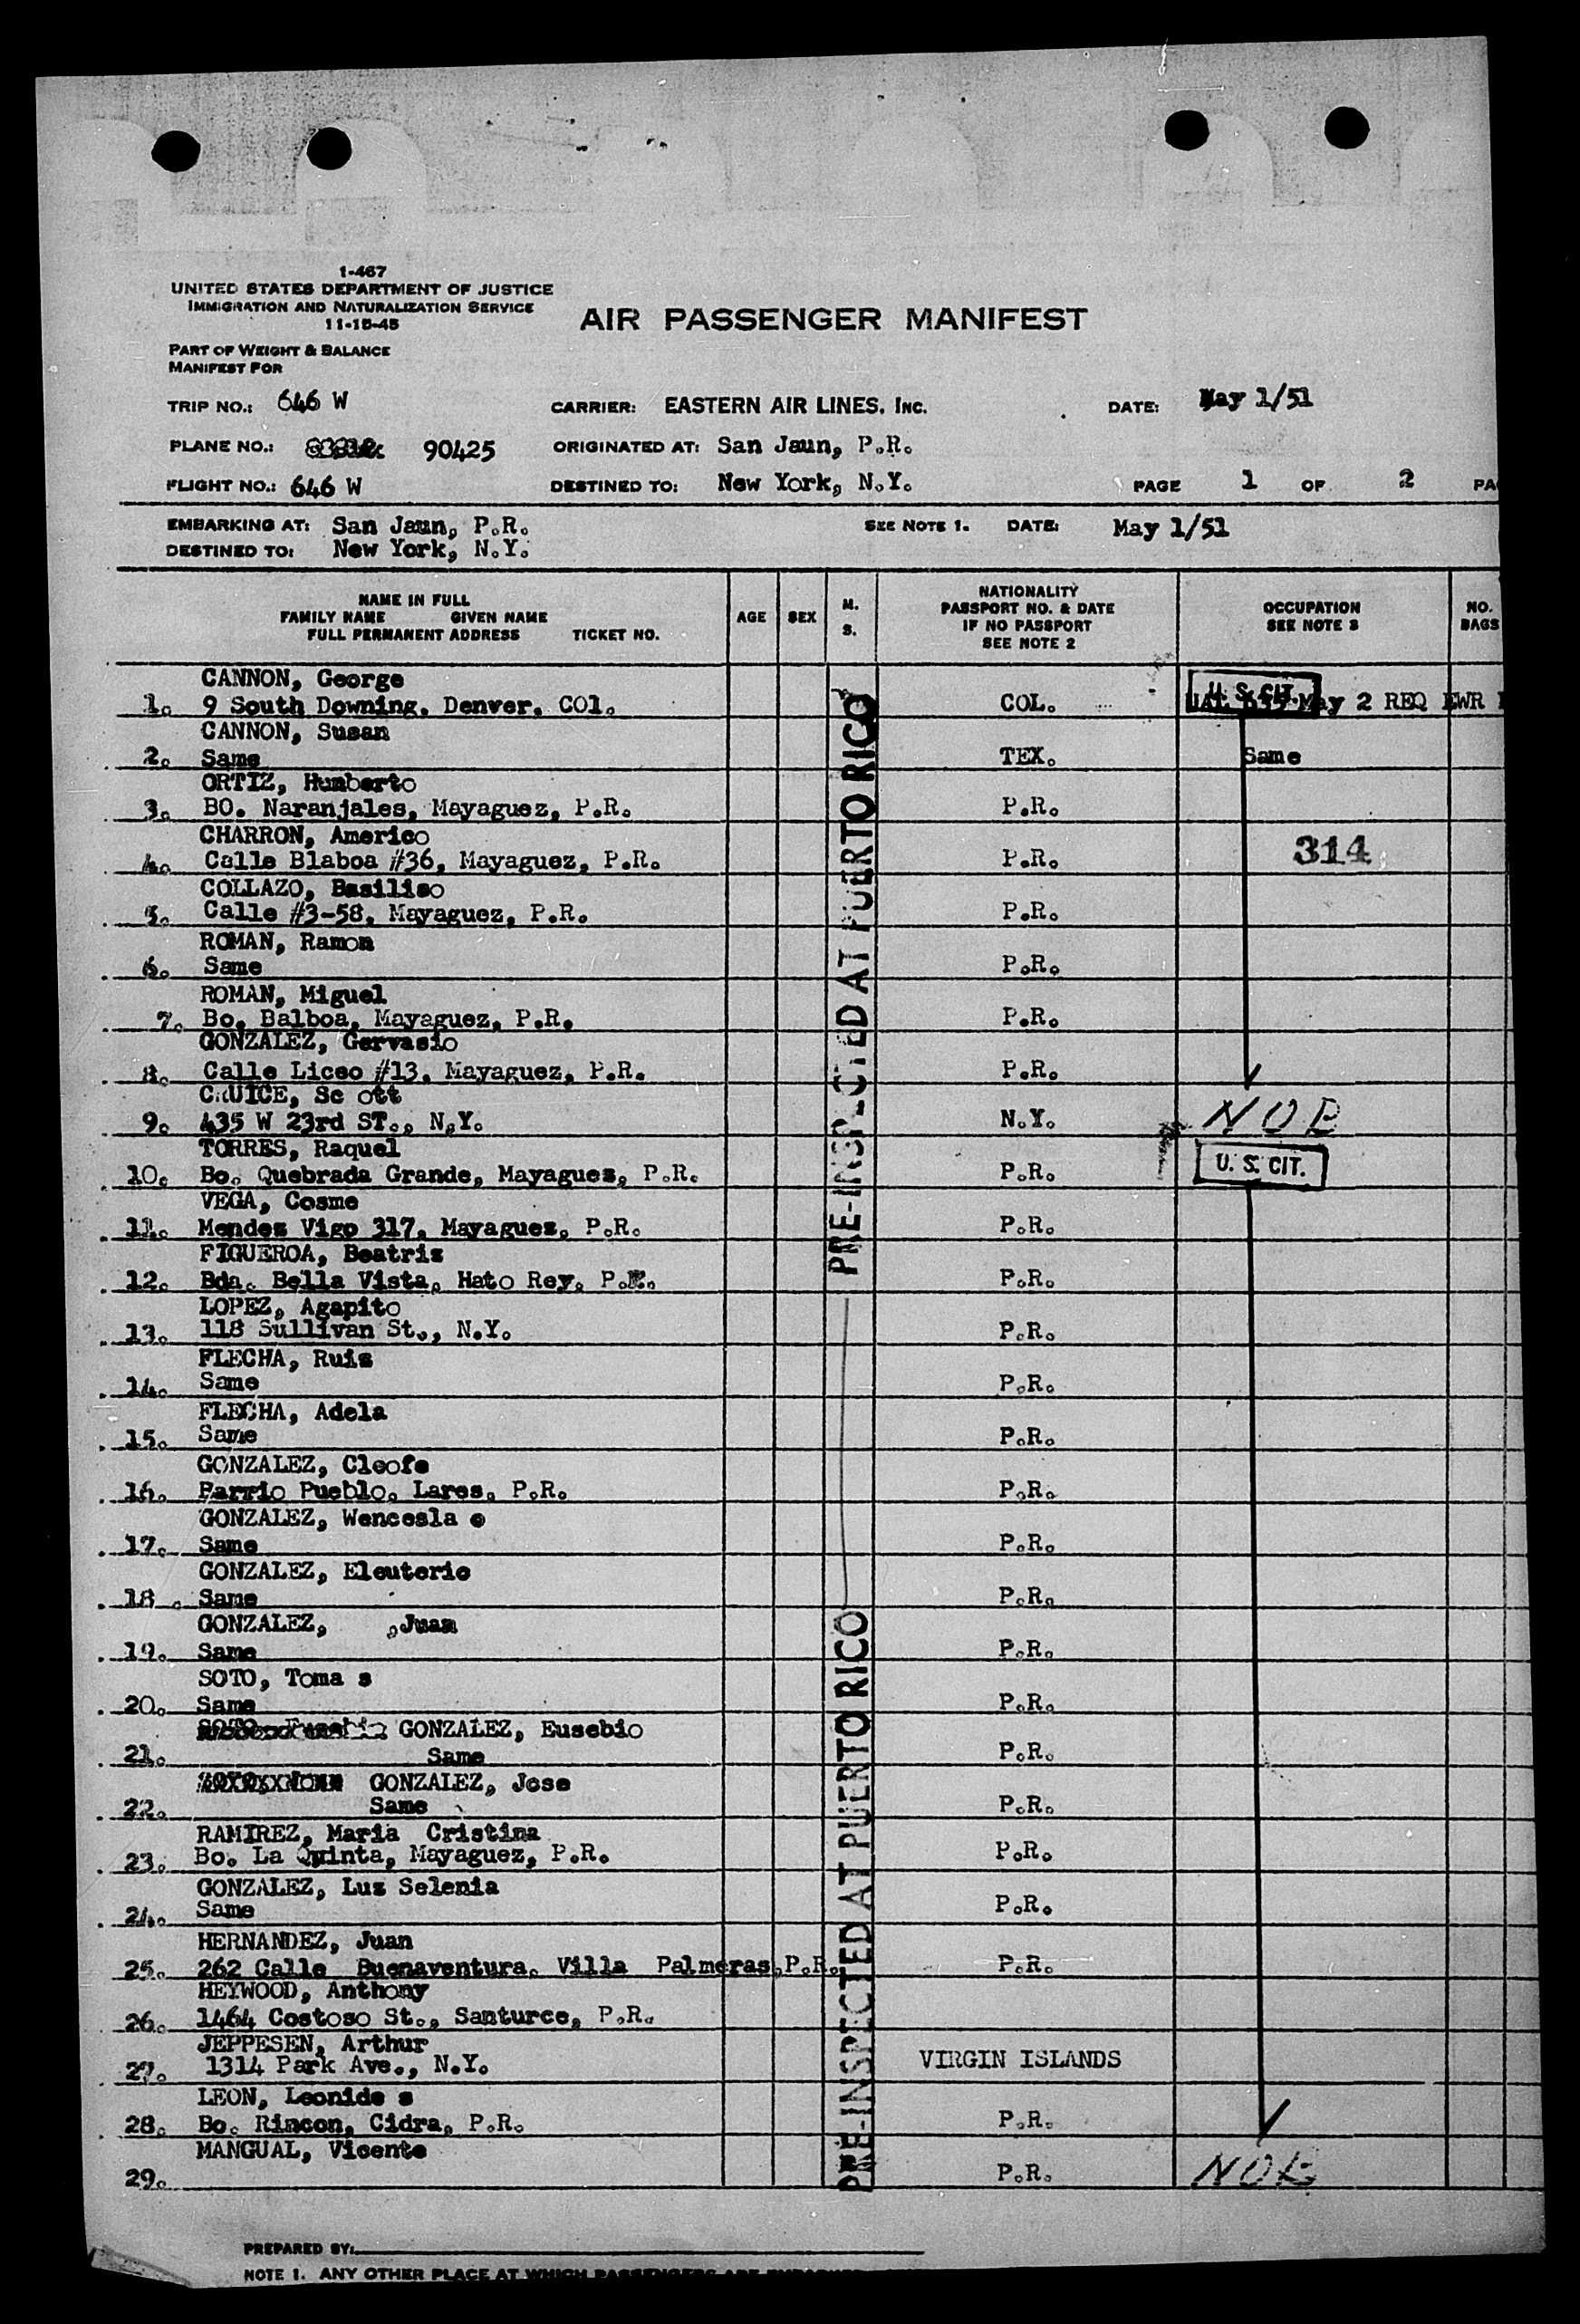 1-467
UNITED STATES DEPARTMENT OF JUSTICE
IMMIGRATION AND NATURALIZATION SERVICE
11-15-45
AIR PASSENGER MANIFEST
PART OF WEIGHT & BALANCE
MANIFEST FOR
TRIP NO.: 646 W CARRIER: EASTERN AIR LINES, INC. DATE: May 1/51
PLANE NO.: 90425 ORIGINATED AT: San Jaun, P.R.
FLIGHT NO.: 646 W DESTINED TO: New York, N.Y. PAGE 1 OF 2
EMBARKING AT: San Jaun, P.R. SEE NOTE 1. DATE: May 1/51
DESTINED TO: New York, N.Y.
NAME IN FULL
FAMILY NAME GIVEN NAME
FULL PERMANENT ADDRESS TICKET NO.
AGE SEX M. S.
NATIONALITY
PASSPORT NO. & DATE
IF NO PASSPORT
SEE NOTE 2
OCCUPATION
SEE NOTE 3
NO. BAGS
CANNON, George
1. 9 South Downing, Denver, COl. COL. U. S. CIT. May 2 REQ EWR
CANNON, Susan
2. Same TEX. Same
ORTIZ, Humberto
3. BO. Naranjales, Mayaguez, P.R. P.R.
CHARRON, Americo
4. Calle Blaboa #36, Mayaguez, P.R. P.R. 314
COLLAZO, Basiliso
5. Calle #3-58, Mayaguez, P.R. P.R.
ROMAN, Ramon
6. Same P.R.
ROMAN, Miguel
7. Bo. Balboa, Mayaguez, P.R. P.R.
GONZALEZ, Gervasio
8. Calle Liceo #13, Mayaguez, P.R. P.R.
CRUICE, Sc ott
9. 435 W 23rd ST., N.Y. N.Y. NOB
TORRES, Raquel
10. Bo. Quebrada Grande, Mayaguez, P.R. P.R. U. S. CIT.
VEGA, Cosme
11. Mendez Vigo 317, Mayaguez, P.R. P.R.
FIGUEROA, Beatriz
12. Bda. Bella Vista, Hato Rey, P.R. P.R.
LOPEZ, Agapito
13. 118 Sullivan St., N.Y. P.R.
FLECHA, Ruis
14. Same P.R.
FLECHA, Adela
15. Same P.R.
GONZALEZ, Cleofe
16. Barrio Pueblo, Lares, P.R. P.R.
GONZALEZ, Wencesla o
17. Same P.R.
GONZALEZ, Eleuterio
18. Same P.R.
GONZALEZ, ,Juan
19. Same P.R.
SOTO, Toma s
20. Same P.R.
GONZALEZ, Eusebio
21. Same P.R.
GONZALEZ, Jose
22. Same P.R.
RAMIREZ, Maria Cristina
23. Bo. La Quinta, Mayaguez, P.R. P.R.
GONZALEZ, Luz Selenia
24. Same P.R.
HERNANDEZ, Juan
25. 262 Calle Buenaventura, Villa Palmeras,P.R. P.R.
HEYWOOD, Anthony
26. 1464 Costoso St., Santurce, P.R.
JEPPESEN, Arthur
27. 1314 Park Ave., N.Y. VIRGIN ISLANDS
LEON, Leonide s
28. Bo. Rincon, Cidra, P.R. P.R.
MANGUAL, Vicente
29. P.R. NOB
PRE-INSPECTED AT PUERTO RICO
PRE-INSPECTED AT PUERTO RICO
PREPARED BY:
NOTE 1. ANY OTHER PLACE AT WHICH PASSENGERS ARE